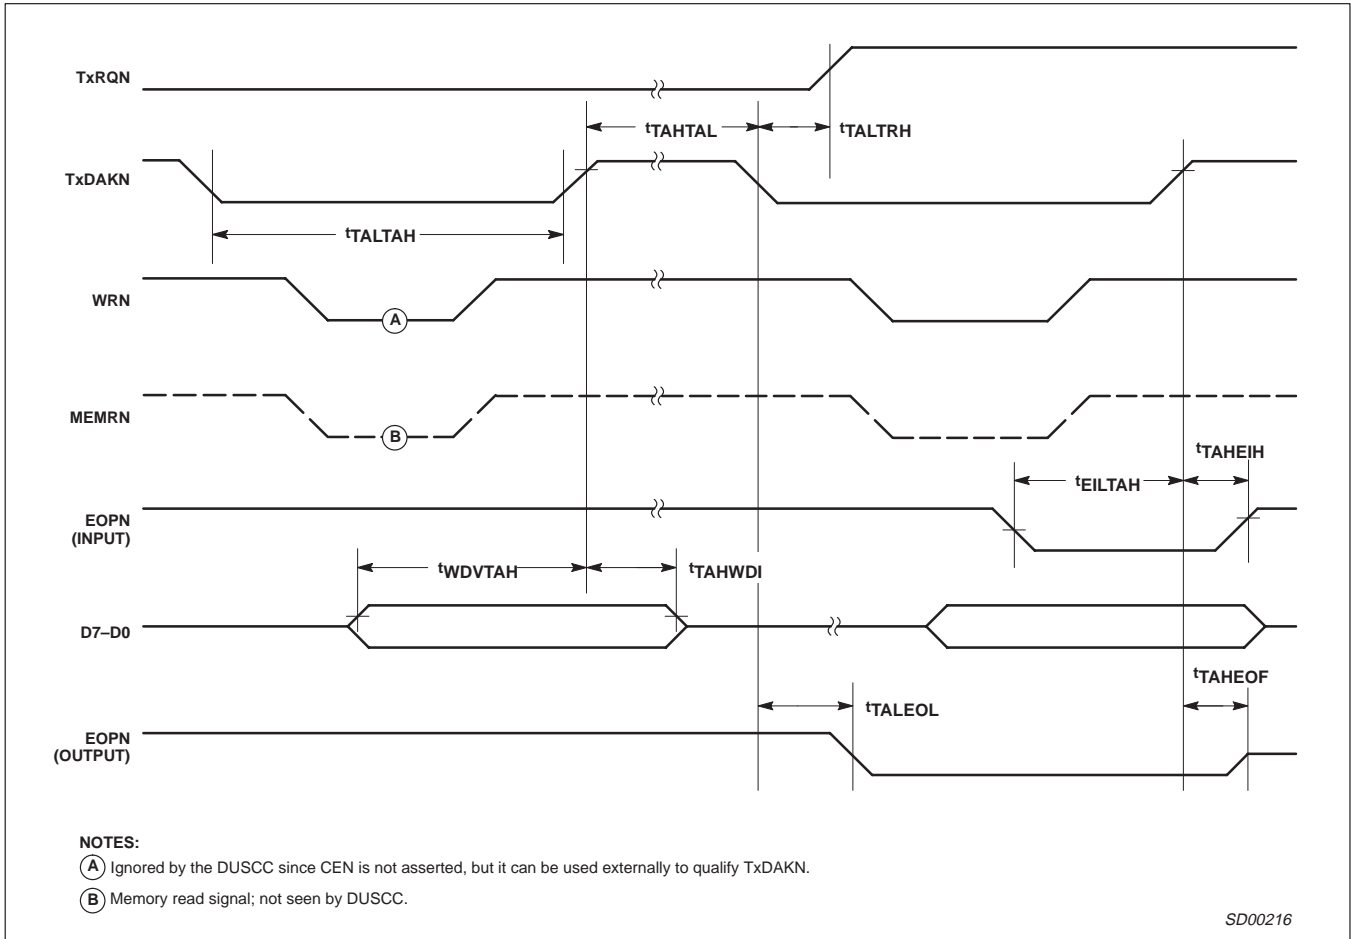 TxRQN
tTAHTAL
tTALTRH
TxDAKN
tTALTAH
WRN
A
MEMRN
B
tTAHEIH
tEILTAH
EOPN
(INPUT)
tWDVTAH
tTAHWDI
D7–D0
tTAHEOF
tTALEOL
EOPN
(OUTPUT)
NOTES:
A Ignored by the DUSCC since CEN is not asserted, but it can be used externally to qualify TxDAKN.
B Memory read signal; not seen by DUSCC.
SD00216